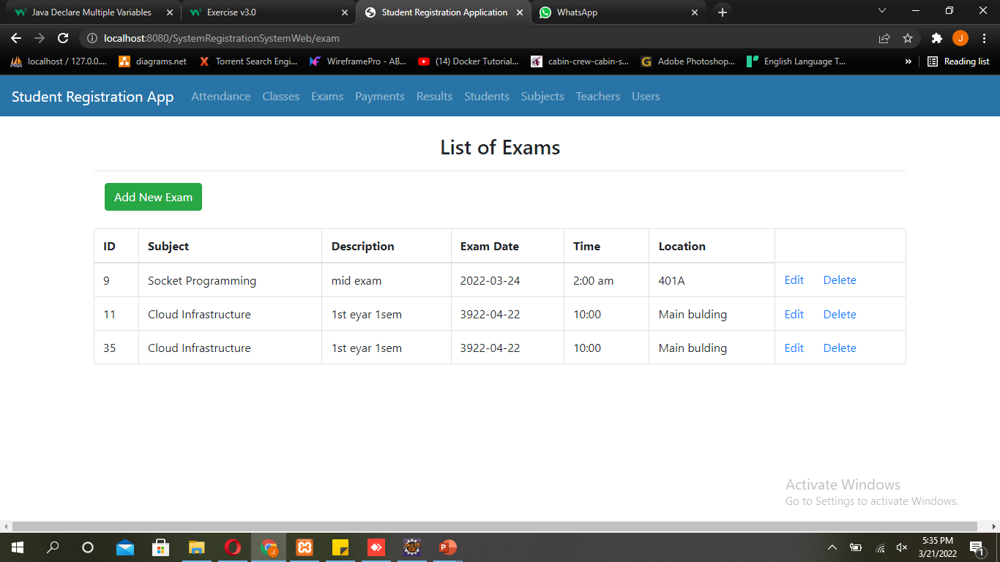 Java Declare Multiple Variables
Exercise v3.0
Student Registration Application
WhatsApp
localhost:8080/SystemRegistrationSystemWeb/exam
J
localhost / 127.0.0....
diagrams.net
Torrent Search Engi...
WireframePro - AB...
(14) Docker Tutorial...
cabin-crew-cabin-s...
Adobe Photoshop...
English Language T...
»
Reading list
Student Registration App
Attendance
Classes
Exams
Payments
Results
Students
Subjects
Teachers
Users
List of Exams
Add New Exam
ID Subject Description Exam Date Time Location
9 Socket Programming mid exam 2022-03-24 2:00 am 401A Edit Delete
11 Cloud Infrastructure 1st eyar 1sem 3922-04-22 10:00 Main bulding Edit Delete
35 Cloud Infrastructure 1st eyar 1sem 3922-04-22 10:00 Main bulding Edit Delete
Activate Windows
Go to Settings to activate Windows.
5:35 PM
3/21/2022
1